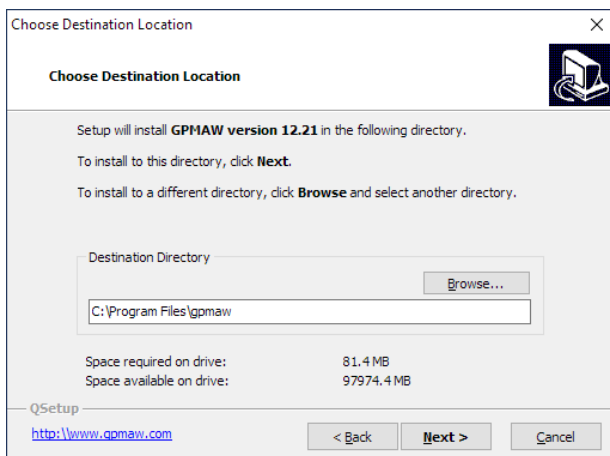 Choose Destination Location
Choose Destination Location
Setup will install GPMAW version 12.21 in the following directory.
To install to this directory, click Next.
To install to a different directory, click Browse and select another directory.
Destination Directory
Browse...
C:\Program Files\gpmaw
Space required on drive: 81.4 MB
Space available on drive: 97974.4 MB
QSetup
http:\\www.gpmaw.com < Back Next > Cancel